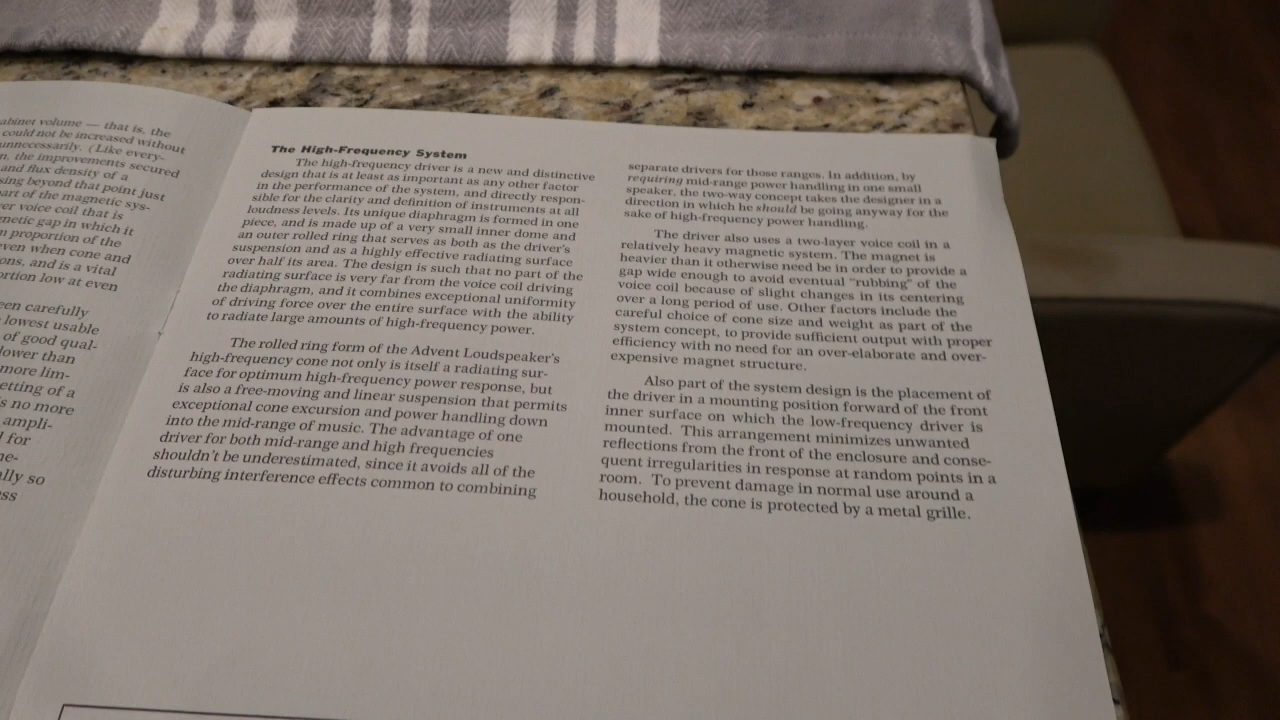 abinet volume — that is, the
could not be increased without
unnecessarily. (Like every-
n, the improvements secured
and flux density of a
sing beyond that point just
art of the magnetic sys-
er voice coil that is
netic gap in which it
n proportion of the
even when cone and
ons, and is a vital
ortion low at even
een carefully
lowest usable
of good qual-
lower than
more lim-
etting of a
s no more
ampli-
l for
ne-
ally so
ess
The High-Frequency System
The high-frequency driver is a new and distinctive
design that is at least as important as any other factor
in the performance of the system, and directly respon-
sible for the clarity and definition of instruments at all
loudness levels. Its unique diaphragm is formed in one
piece, and is made up of a very small inner dome and
an outer rolled ring that serves as both as the driver's
suspension and as a highly effective radiating surface
over half its area. The design is such that no part of the
radiating surface is very far from the voice coil driving
the diaphragm, and it combines exceptional uniformity
of driving force over the entire surface with the ability
to radiate large amounts of high-frequency power.
The rolled ring form of the Advent Loudspeaker's
high-frequency cone not only is itself a radiating sur-
face for optimum high-frequency power response, but
is also a free-moving and linear suspension that permits
exceptional cone excursion and power handling down
into the mid-range of music. The advantage of one
driver for both mid-range and high frequencies
shouldn't be underestimated, since it avoids all of the
disturbing interference effects common to combining
separate drivers for those ranges. In addition, by
requiring mid-range power handling in one small
speaker, the two-way concept takes the designer in a
direction in which he should be going anyway for the
sake of high-frequency power handling.
The driver also uses a two-layer voice coil in a
relatively heavy magnetic system. The magnet is
heavier than it otherwise need be in order to provide a
gap wide enough to avoid eventual "rubbing" of the
voice coil because of slight changes in its centering
over a long period of use. Other factors include the
careful choice of cone size and weight as part of the
system concept, to provide sufficient output with proper
efficiency with no need for an over-elaborate and over-
expensive magnet structure.
Also part of the system design is the placement of
the driver in a mounting position forward of the front
inner surface on which the low-frequency driver is
mounted. This arrangement minimizes unwanted
reflections from the front of the enclosure and conse-
quent irregularities in response at random points in a
room. To prevent damage in normal use around a
household, the cone is protected by a metal grille.